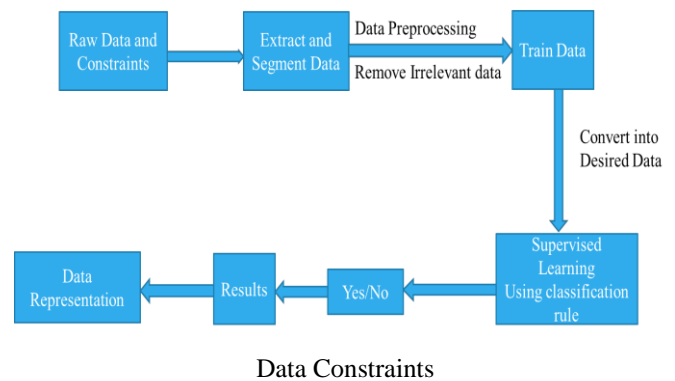 Raw Data and
Constraints
Extract and
Segment Data
Data Preprocessing
Remove Irrelevant data
Train Data
Convert into
Desired Data
Supervised
Learning
Using classification
rule
Yes/No
Results
Data
Representation
Data Constraints